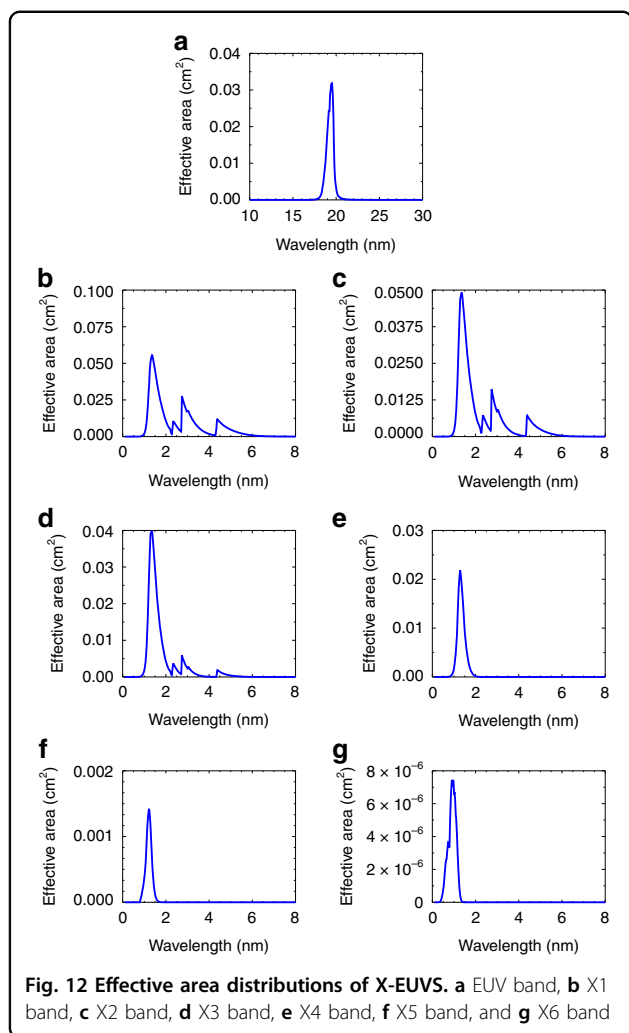 a
Effective area (cm²)
0.04
0.03
0.02
0.01
0.00
10 15 20 25 30
Wavelength (nm)
b
Effective area (cm²)
0.100
0.075
0.050
0.025
0.000
0 2 4 6 8
Wavelength (nm)
c
Effective area (cm²)
0.0500
0.0375
0.0250
0.0125
0.0000
0 2 4 6 8
Wavelength (nm)
d
Effective area (cm²)
0.04
0.03
0.02
0.01
0.00
0 2 4 6 8
Wavelength (nm)
e
Effective area (cm²)
0.03
0.02
0.01
0.00
0 2 4 6 8
Wavelength (nm)
f
Effective area (cm²)
0.002
0.001
0.000
0 2 4 6 8
Wavelength (nm)
g
Effective area (cm²)
8 × 10⁻⁶
6 × 10⁻⁶
4 × 10⁻⁶
2 × 10⁻⁶
0
0 2 4 6 8
Wavelength (nm)
Fig. 12 Effective area distributions of X-EUVS. a EUV band, b X1
band, c X2 band, d X3 band, e X4 band, f X5 band, and g X6 band